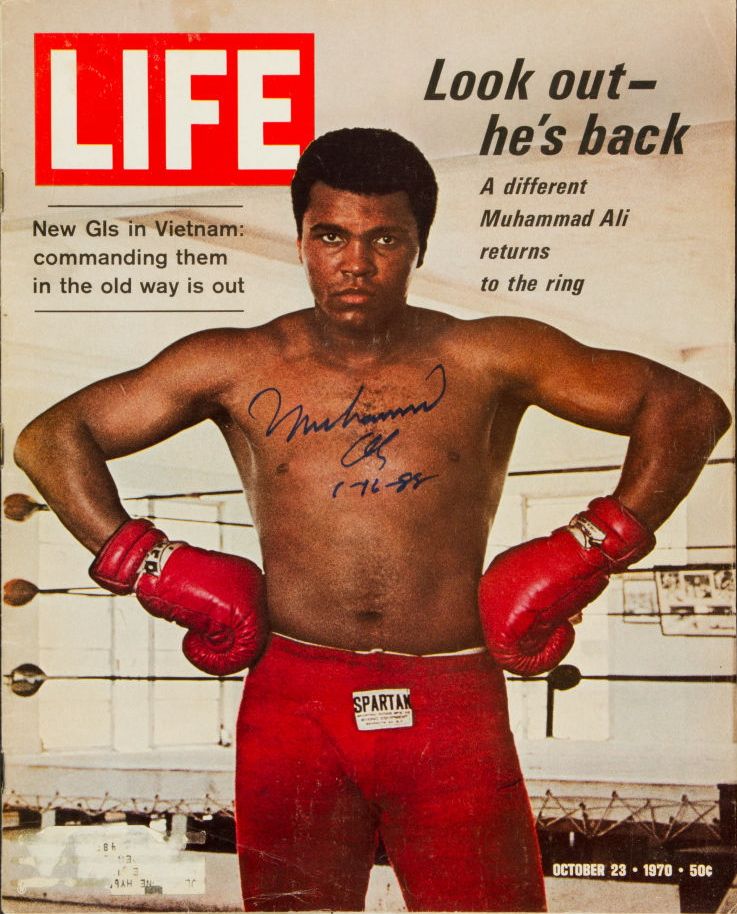 LIFE
Look out–
he's back
A different
Muhammad Ali
returns
to the ring
New GIs in Vietnam:
commanding them
in the old way is out
Muhammad
Ali
1-16-88
SPARTAN
OCTOBER 23 • 1970 • 50¢